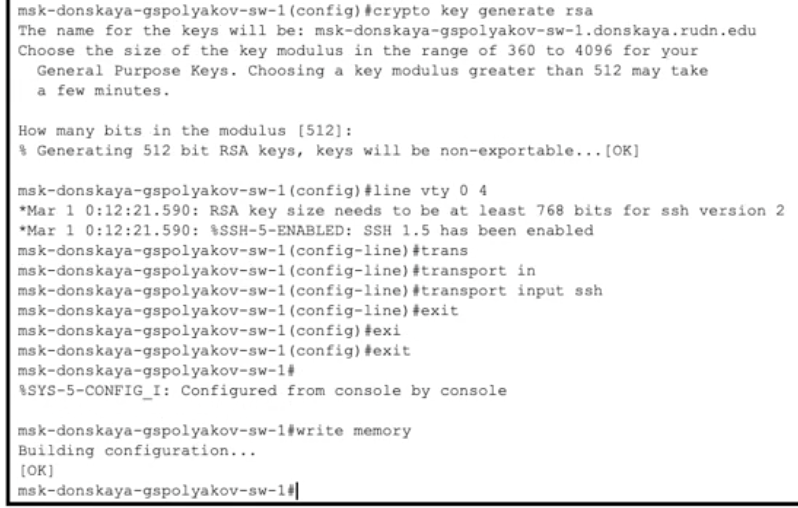 msk-donskaya-gspolyakov-sw-1(config)#crypto key generate rsa
The name for the keys will be: msk-donskaya-gspolyakov-sw-1.donskaya.rudn.edu
Choose the size of the key modulus in the range of 360 to 4096 for your
General Purpose Keys. Choosing a key modulus greater than 512 may take
a few minutes.
How many bits in the modulus [512]:
% Generating 512 bit RSA keys, keys will be non-exportable...[OK]
msk-donskaya-gspolyakov-sw-1(config)#line vty 0 4
*Mar 1 0:12:21.590: RSA key size needs to be at least 768 bits for ssh version 2
*Mar 1 0:12:21.590: %SSH-5-ENABLED: SSH 1.5 has been enabled
msk-donskaya-gspolyakov-sw-1(config-line)#trans
msk-donskaya-gspolyakov-sw-1(config-line)#transport in
msk-donskaya-gspolyakov-sw-1(config-line)#transport input ssh
msk-donskaya-gspolyakov-sw-1(config-line)#exit
msk-donskaya-gspolyakov-sw-1(config)#exi
msk-donskaya-gspolyakov-sw-1(config)#exit
msk-donskaya-gspolyakov-sw-1#
%SYS-5-CONFIG_I: Configured from console by console
msk-donskaya-gspolyakov-sw-1#write memory
Building configuration...
[OK]
msk-donskaya-gspolyakov-sw-1#